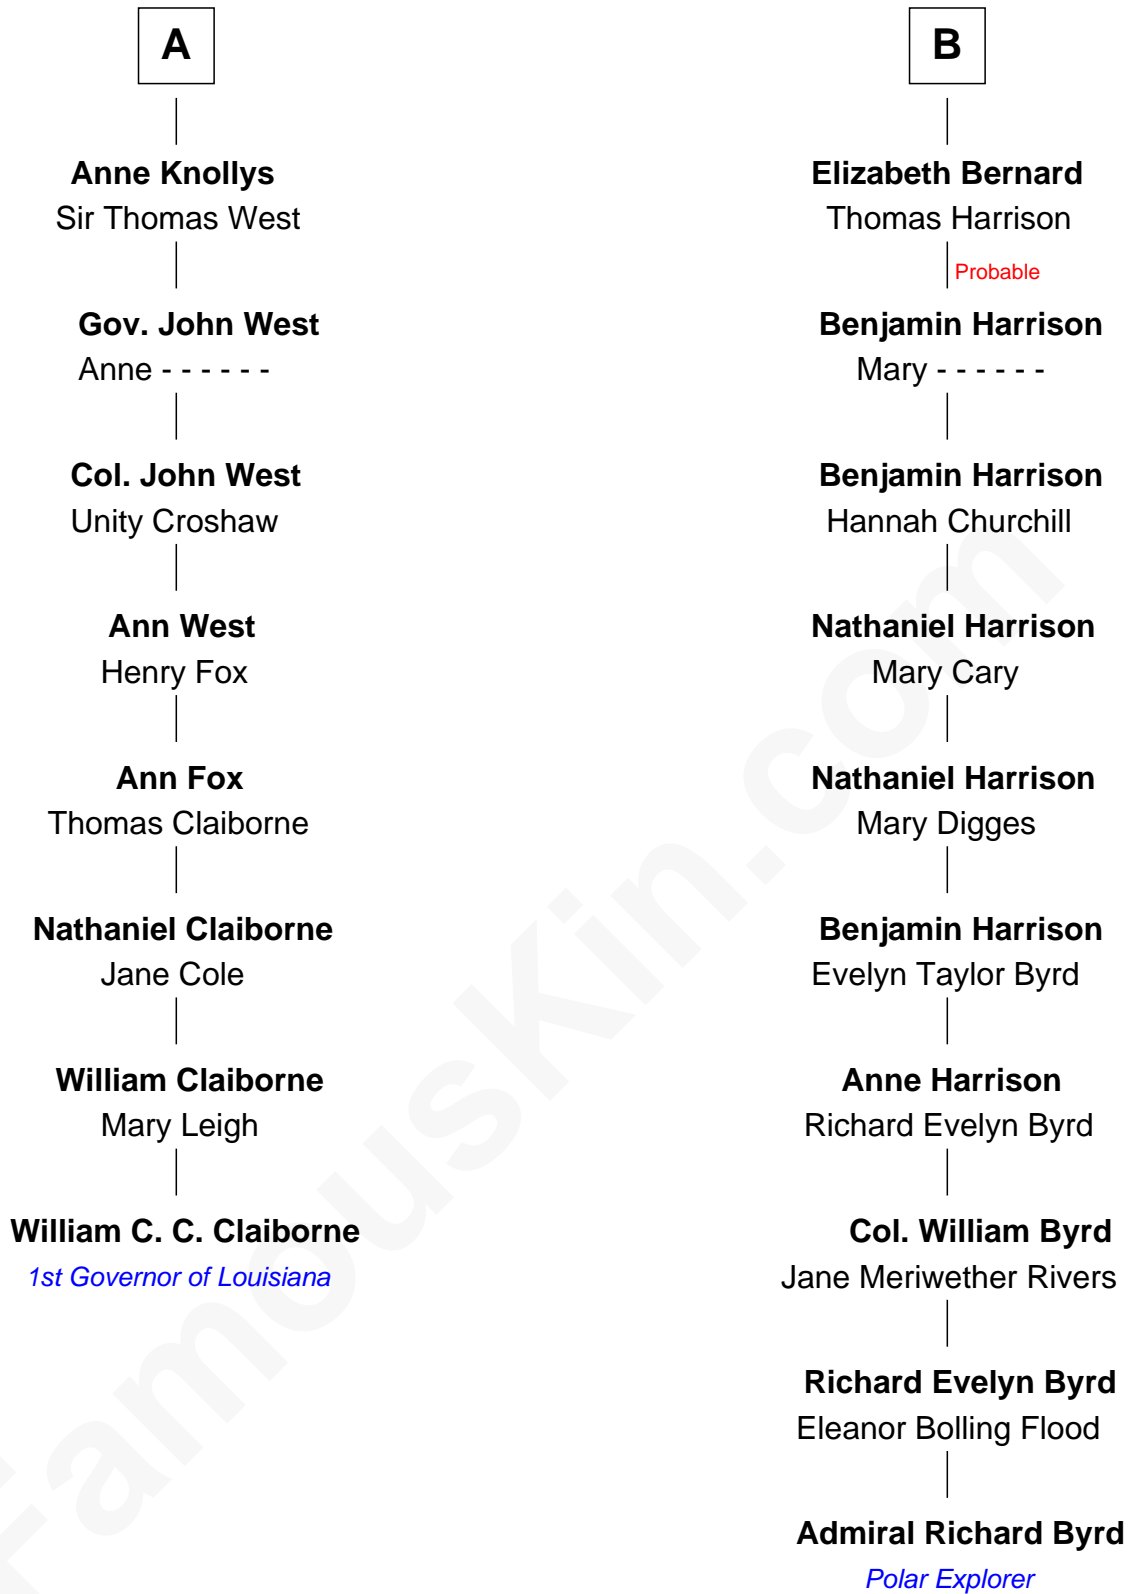 A
Anne Knollys
Sir Thomas West
Gov. John West
Anne - - - - - -
Col. John West
Unity Croshaw
Ann West
Henry Fox
Ann Fox
Thomas Claiborne
Nathaniel Claiborne
Jane Cole
William Claiborne
Mary Leigh
William C. C. Claiborne
1st Governor of Louisiana
B
Elizabeth Bernard
Thomas Harrison
Probable
Benjamin Harrison
Mary - - - - - -
Benjamin Harrison
Hannah Churchill
Nathaniel Harrison
Mary Cary
Nathaniel Harrison
Mary Digges
Benjamin Harrison
Evelyn Taylor Byrd
Anne Harrison
Richard Evelyn Byrd
Col. William Byrd
Jane Meriwether Rivers
Richard Evelyn Byrd
Eleanor Bolling Flood
Admiral Richard Byrd
Polar Explorer
FamousKin.com